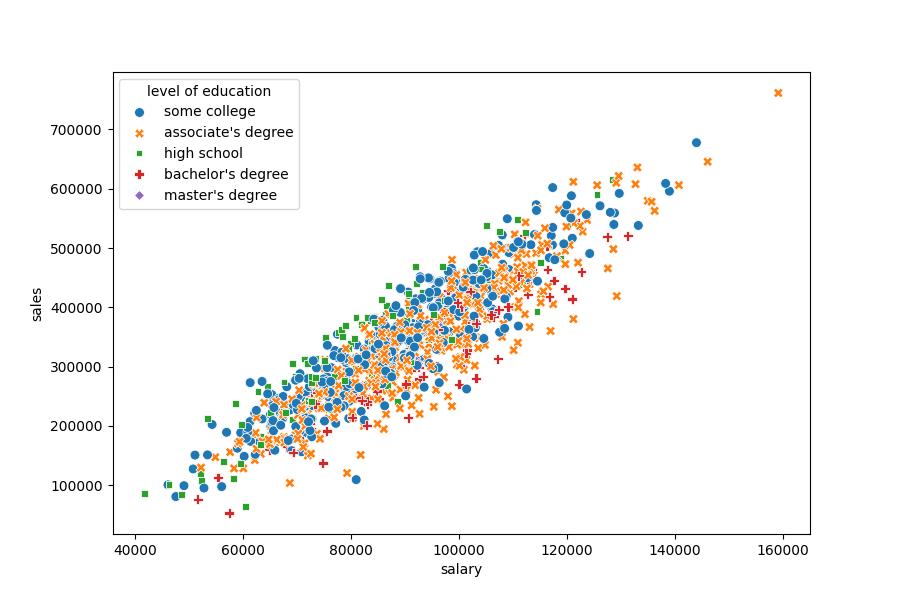 level of education
some college
associate's degree
high school
bachelor's degree
master's degree
700000
600000
500000
400000
300000
200000
100000
sales
40000 60000 80000 100000 120000 140000 160000
salary